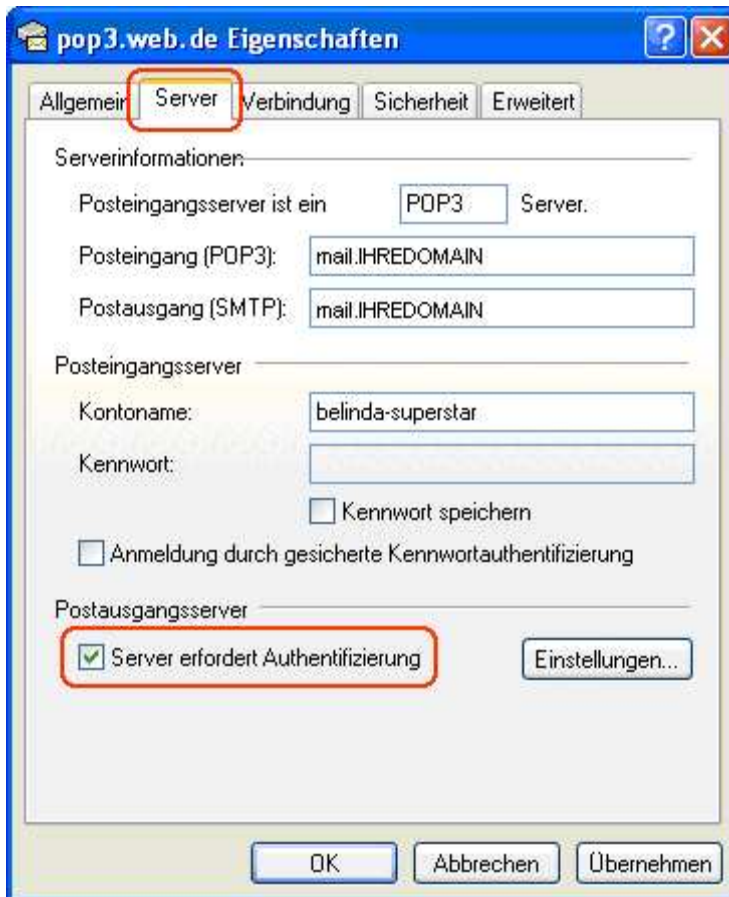 pop3.web.de Eigenschaften
Allgemein Server Verbindung Sicherheit Erweitert
Serverinformationen
Posteingangsserver ist ein POP3 Server.
Posteingang (POP3): mail.IHREDOMAIN
Postausgang (SMTP): mail.IHREDOMAIN
Posteingangsserver
Kontoname: belinda-superstar
Kennwort:
Kennwort speichern
Anmeldung durch gesicherte Kennwortauthentifizierung
Postausgangsserver
Server erfordert Authentifizierung Einstellungen...
OK Abbrechen Übernehmen